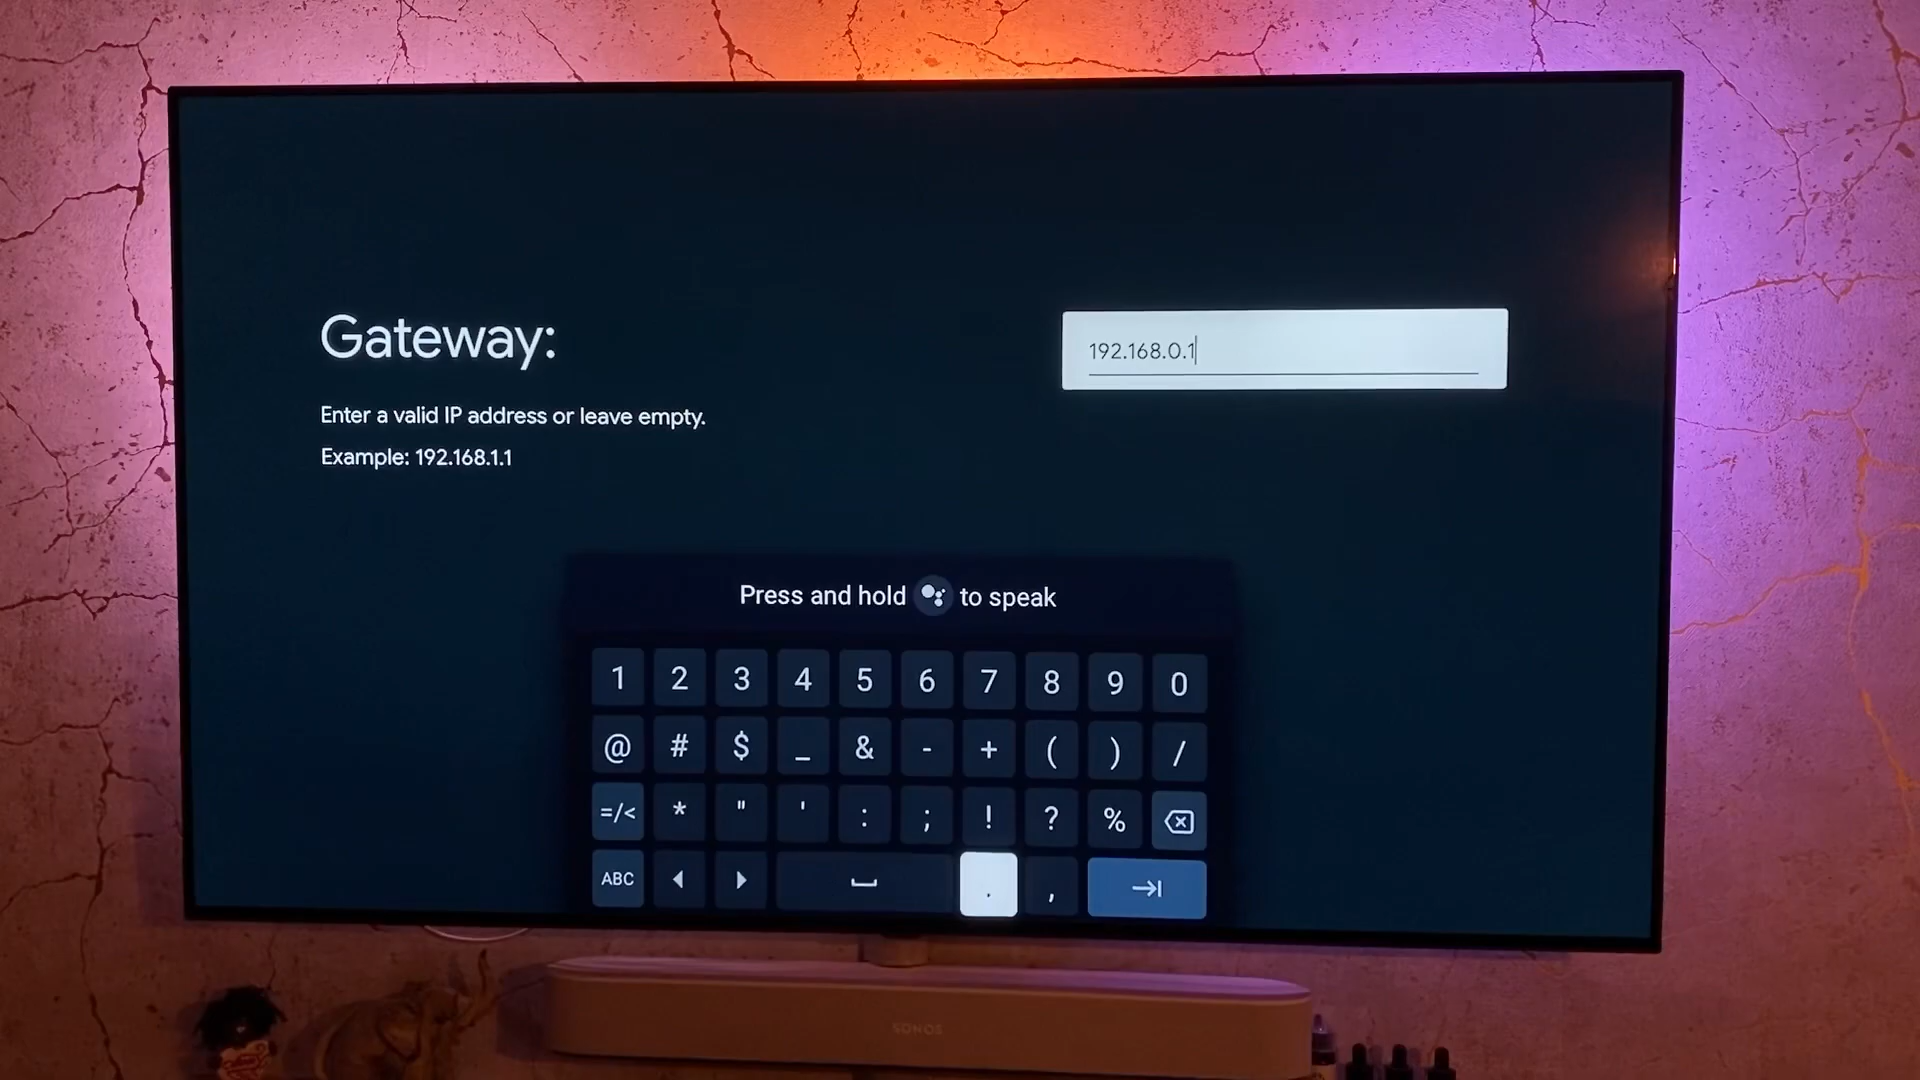 Gateway:
192.168.0.1
Enter a valid IP address or leave empty.
Example: 192.168.1.1
Press and hold to speak
1 2 3 4 5 6 7 8 9 0
@ # $ _ & - + ( ) /
=/< * " ' : ; ! ? %
ABC . ,
SONOS